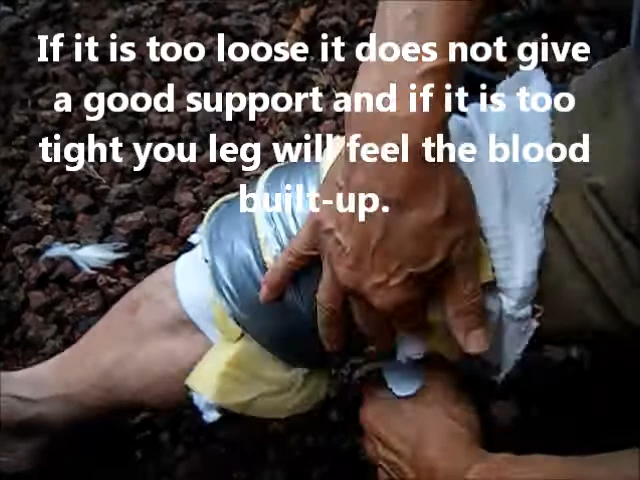 If it is too loose it does not give
a good support and if it is too
tight you leg will feel the blood
built-up.